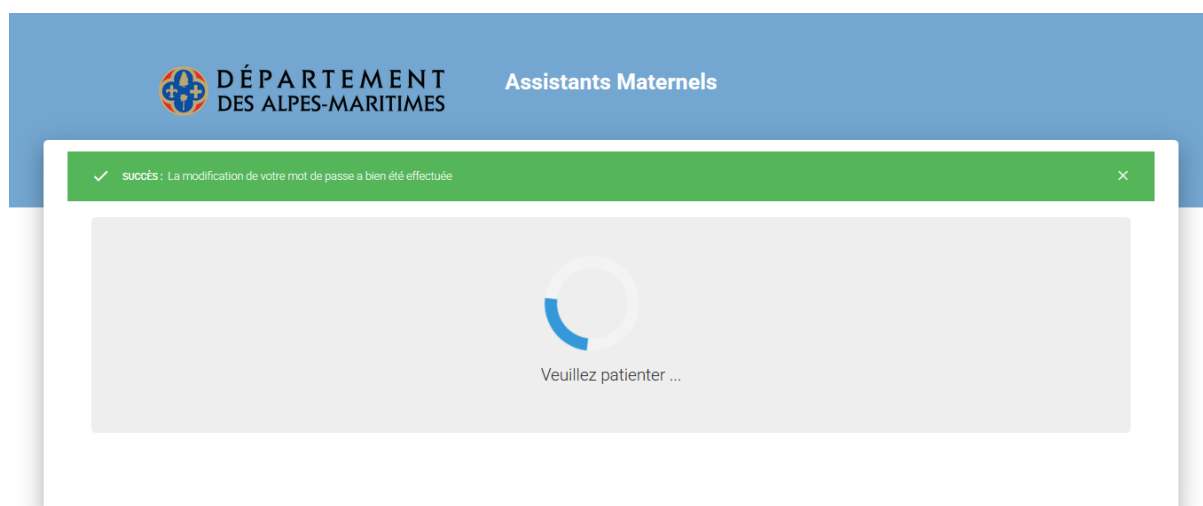 DÉPARTEMENT
DES ALPES-MARITIMES
Assistants Maternels
SUCCÈS : La modification de votre mot de passe a bien été effectuée
Veuillez patienter ...